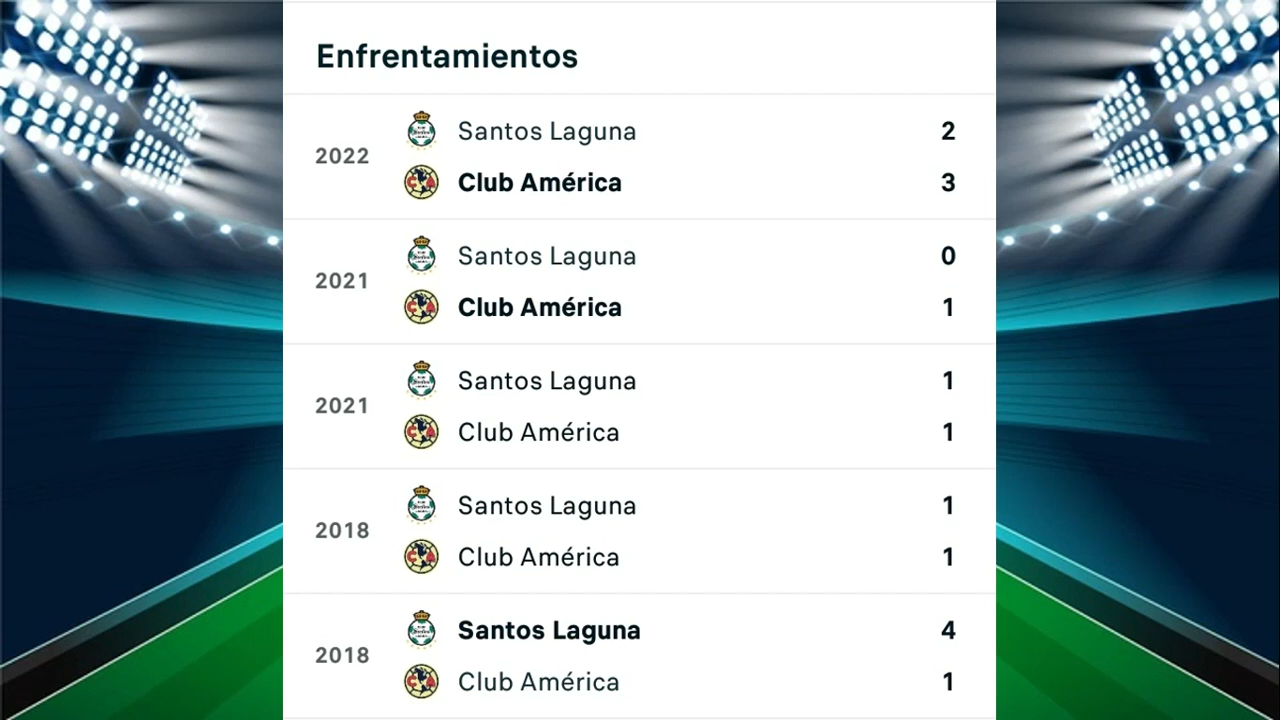 Enfrentamientos
2022
Santos Laguna 2
Club América 3
2021
Santos Laguna 0
Club América 1
2021
Santos Laguna 1
Club América 1
2018
Santos Laguna 1
Club América 1
2018
Santos Laguna 4
Club América 1